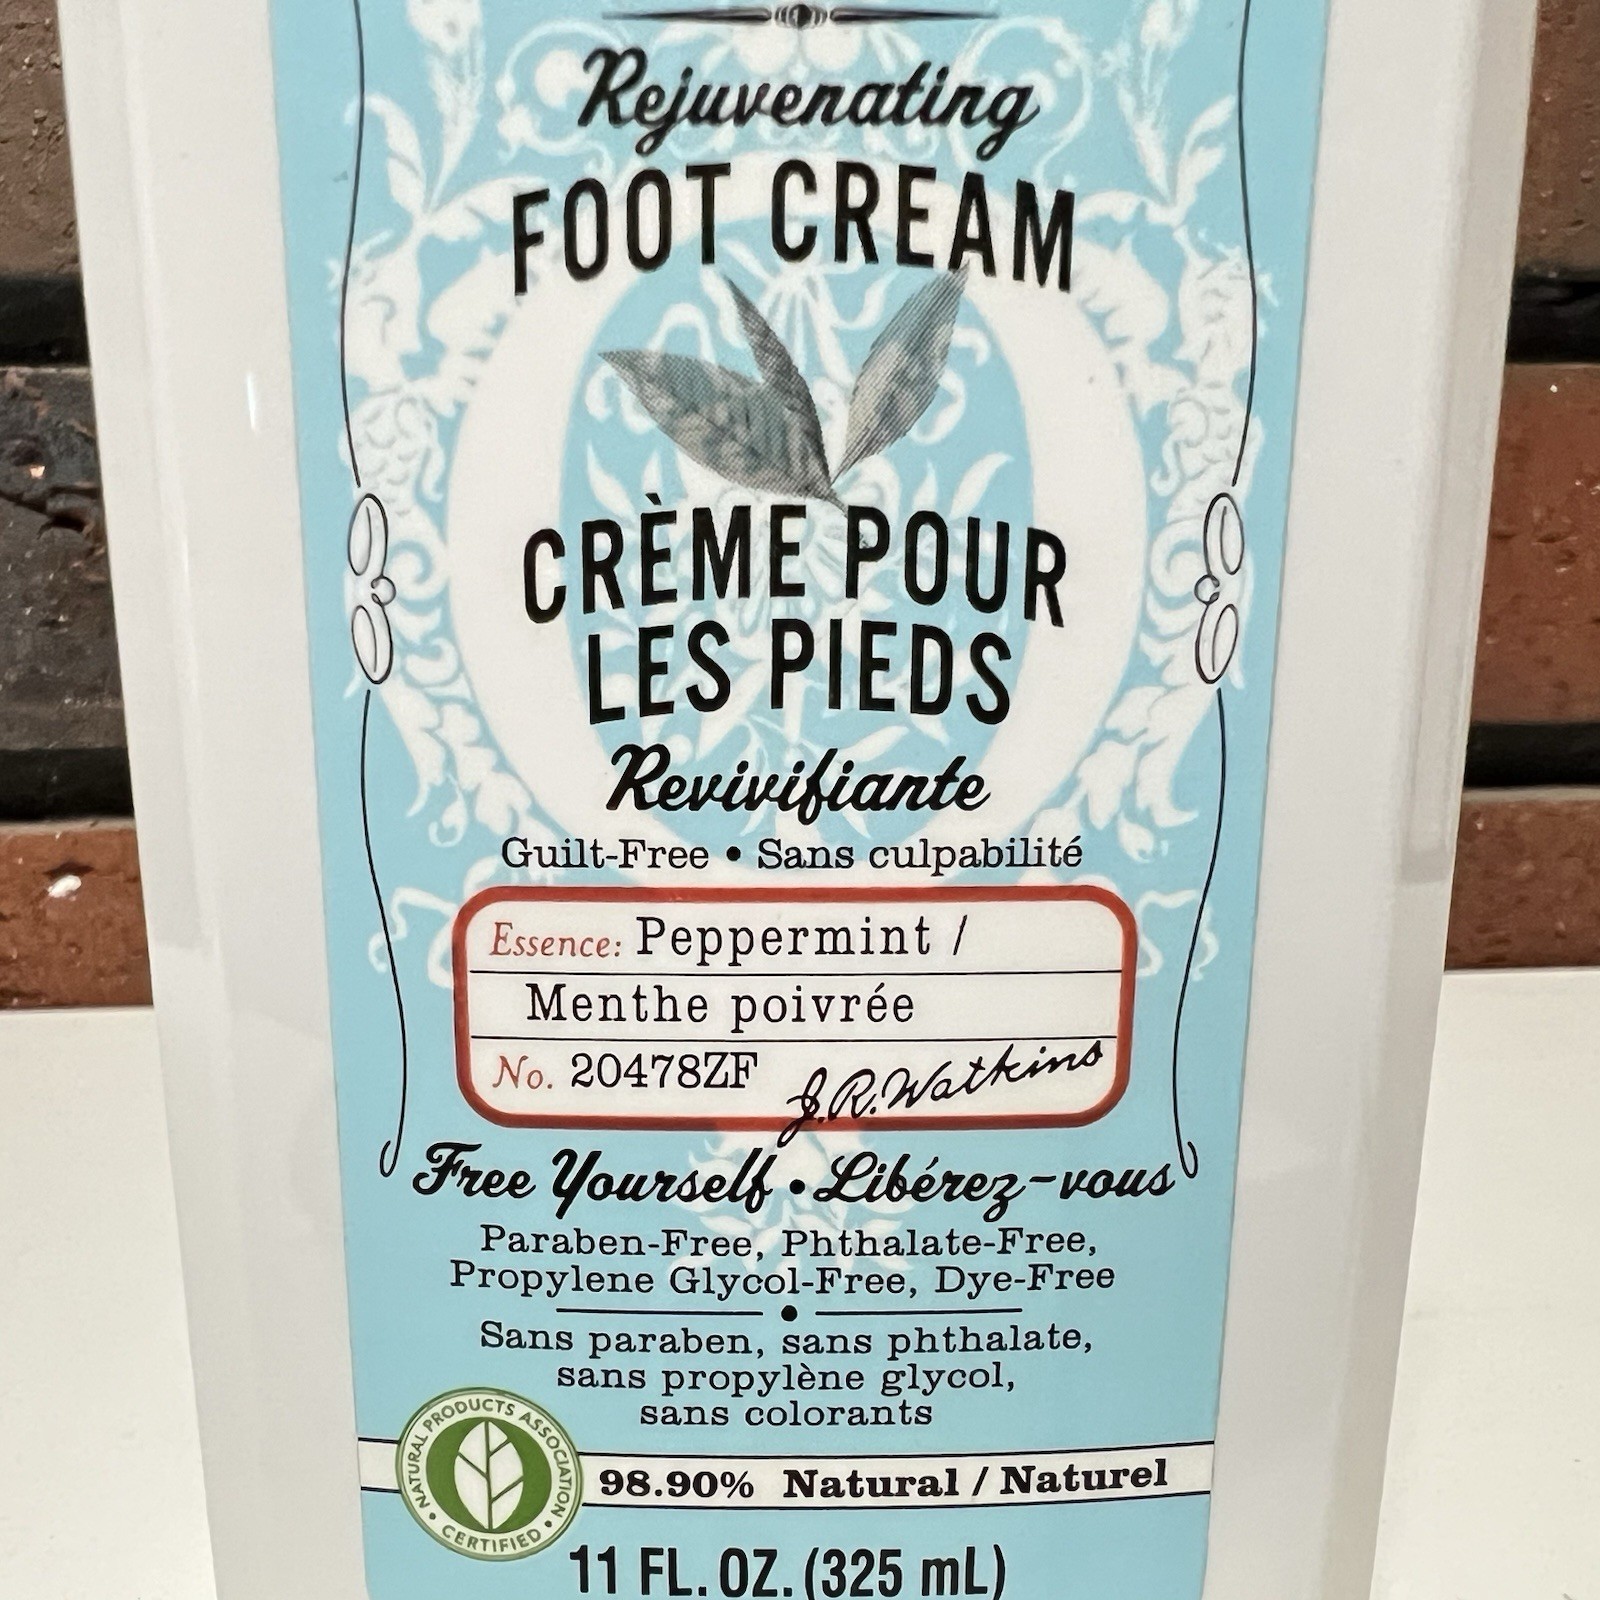 Rejuvenating
FOOT CREAM
CRÈME POUR
LES PIEDS
Revivifiante
Guilt-Free • Sans culpabilité
Essence: Peppermint /
Menthe poivrée
No. 20478ZF J.R.Watkins
Free Yourself • Libérez-vous
Paraben-Free, Phthalate-Free,
Propylene Glycol-Free, Dye-Free
Sans paraben, sans phthalate,
sans propylène glycol,
sans colorants
NATURAL PRODUCTS ASSOCIATION • CERTIFIED •
98.90% Natural / Naturel
11 FL. OZ. (325 mL)